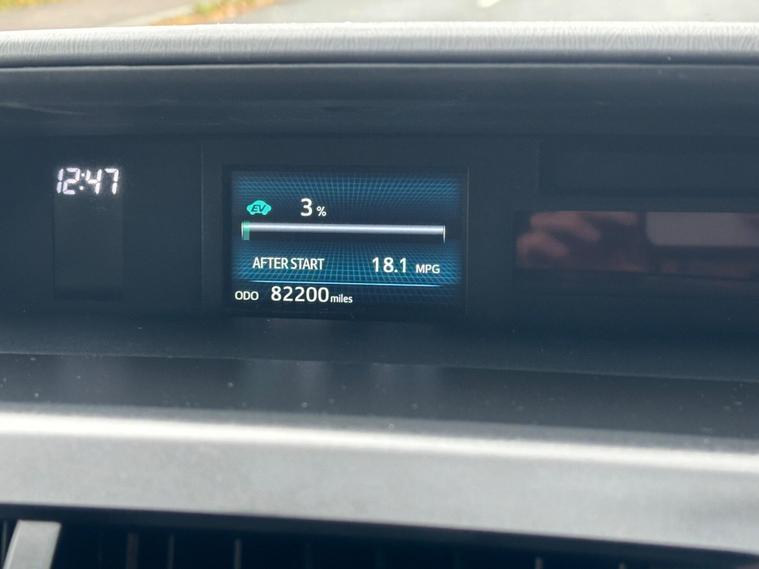 12:47
EV 3 %
AFTER START 18.1 MPG
ODO 82200 miles